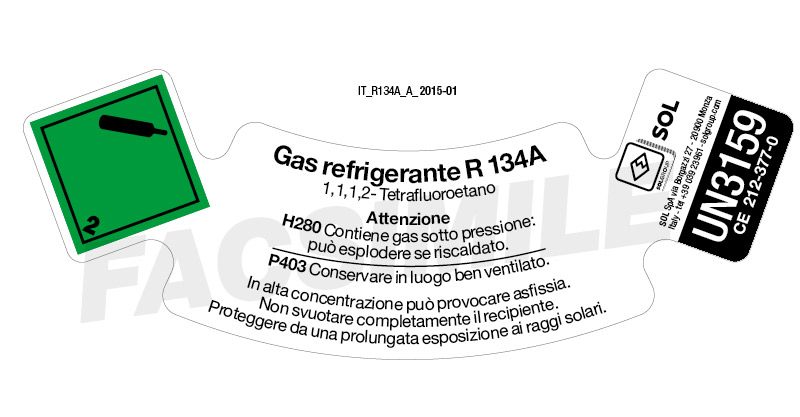 IT_R134A_A_ 2015-01
2
Gas refrigerante R 134A
1,1,1,2- Tetrafluoroetano
Attenzione
H280 Contiene gas sotto pressione:
può esplodere se riscaldato.
P403 Conservare in luogo ben ventilato.
In alta concentrazione può provocare asfissia.
Non svuotare completamente il recipiente.
Proteggere da una prolungata esposizione ai raggi solari.
SOL
SOLGROUP
SOL SpA via Borgazzi 27 - 20900 Monza
Italy - tel +39 039 23961 - solgroup.com
UN3159
CE 212-377-0
FACSIMILE